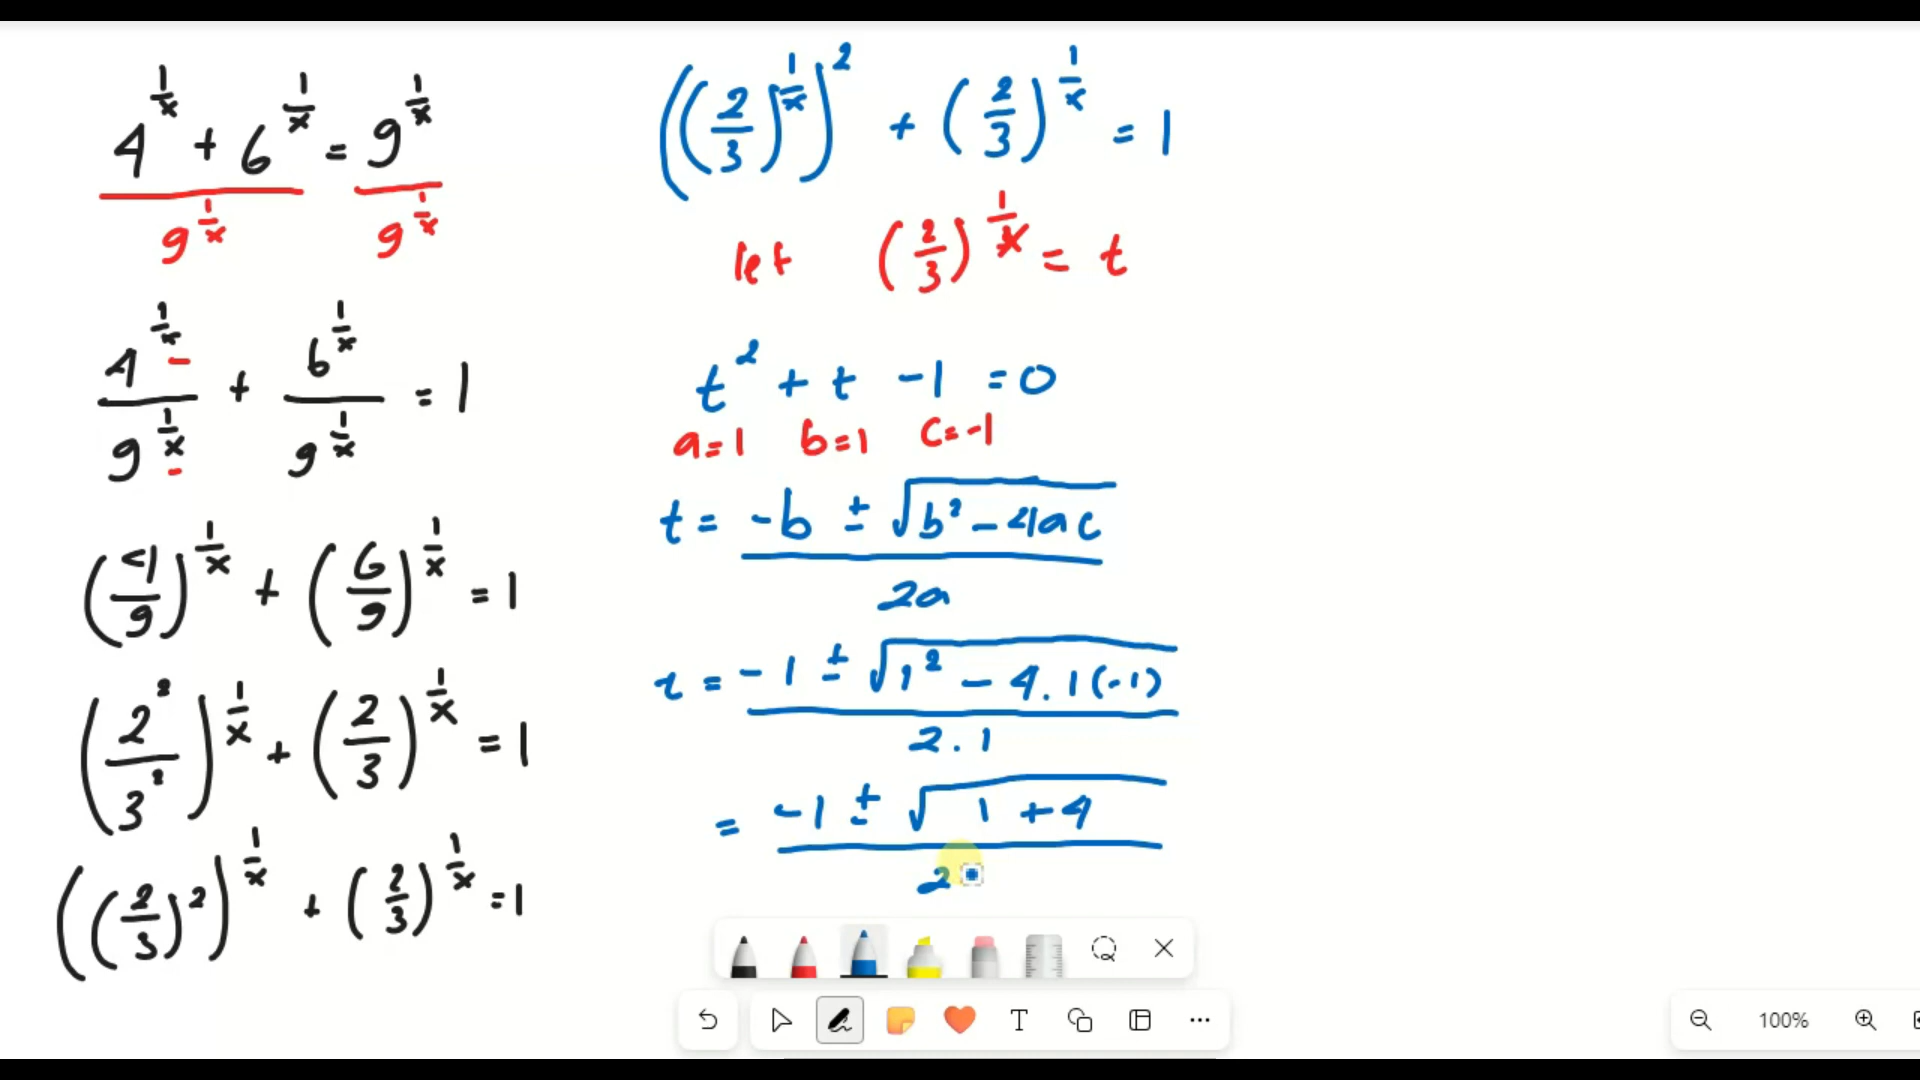 4^(1/x) + 6^(1/x) = 9^(1/x)
9^(1/x) 9^(1/x)
4^(1/x) / 9^(1/x) + 6^(1/x) / 9^(1/x) = 1
(4/9)^(1/x) + (6/9)^(1/x) = 1
(2²/3²)^(1/x) + (2/3)^(1/x) = 1
((2/3)²)^(1/x) + (2/3)^(1/x) = 1
((2/3)^(1/x))² + (2/3)^(1/x) = 1
let (2/3)^(1/x) = t
t² + t - 1 = 0
a=1 b=1 c=-1
t = (-b ± √(b² - 4ac)) / 2a
t = (-1 ± √(1² - 4.1(-1))) / 2.1
= (-1 ± √(1 + 4)) / 2
T
100%